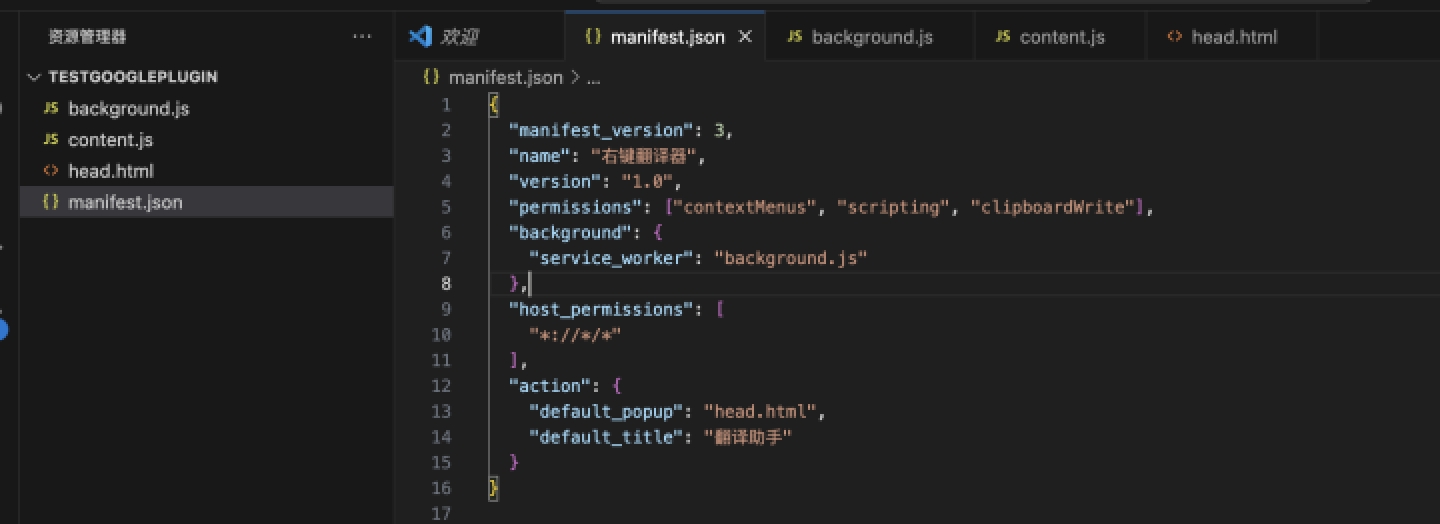 资源管理器 ···
TESTGOOGLEPLUGIN
JS background.js
JS content.js
<> head.html
{} manifest.json
欢迎
{} manifest.json ×
JS background.js
JS content.js
<> head.html
{} manifest.json > ...
1 {
2 "manifest_version": 3,
3 "name": "右键翻译器",
4 "version": "1.0",
5 "permissions": ["contextMenus", "scripting", "clipboardWrite"],
6 "background": {
7 "service_worker": "background.js"
8 },
9 "host_permissions": [
10 "*://*/*"
11 ],
12 "action": {
13 "default_popup": "head.html",
14 "default_title": "翻译助手"
15 }
16 }
17